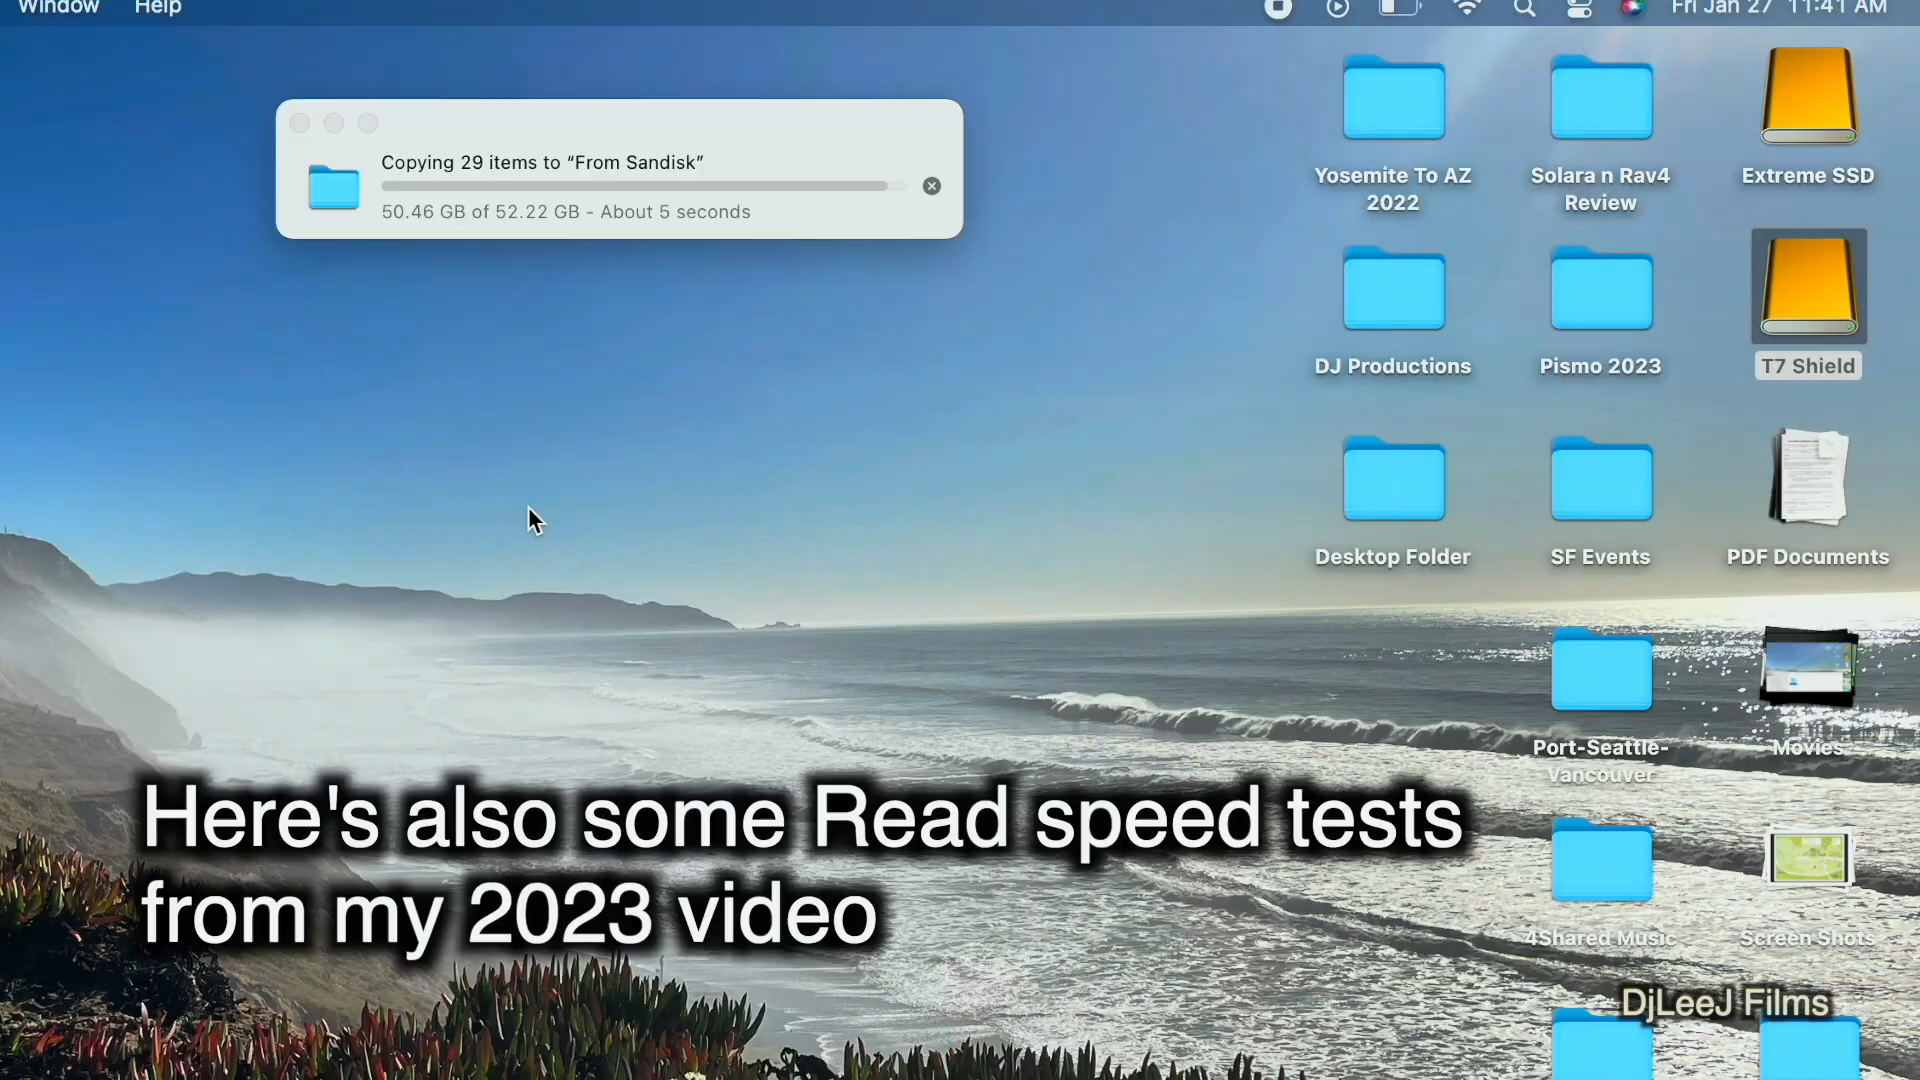 Window Help Fri Jan 27 11:41 AM
Copying 29 items to “From Sandisk”
50.46 GB of 52.22 GB - About 5 seconds
Yosemite To AZ
2022
Solara n Rav4
Review
Extreme SSD
DJ Productions
Pismo 2023
T7 Shield
Desktop Folder
SF Events
PDF Documents
Port-Seattle-
Vancouver
Movies
4Shared Music
Screen Shots
Here's also some Read speed tests
from my 2023 video
DjLeeJ Films